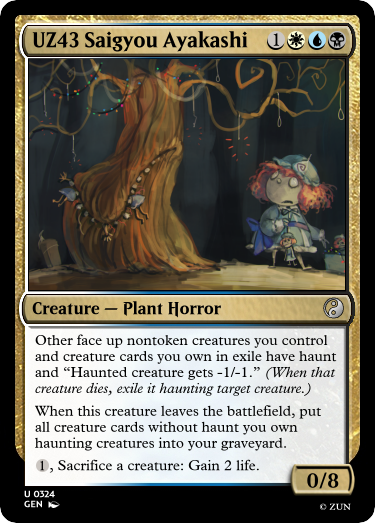 UZ43 Saigyou Ayakashi 1
Creature — Plant Horror
Other face up nontoken creatures you control
and creature cards you own in exile have haunt
and “Haunted creature gets -1/-1.” (When that
creature dies, exile it haunting target creature.)
When this creature leaves the battlefield, put
all creature cards without haunt you own
haunting creatures into your graveyard.
1, Sacrifice a creature: Gain 2 life.
0/8
U 0324
GEN
© ZUN